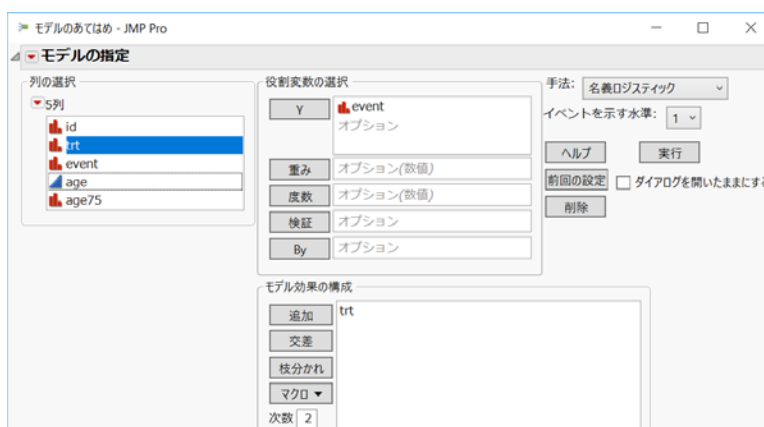 モデルのあてはめ - JMP Pro
モデルの指定
列の選択
5列
id
trt
event
age
age75
役割変数の選択
Y
event
オプション
重み
オプション(数値)
度数
オプション(数値)
検証
オプション
By
オプション
手法: 名義ロジスティック
イベントを示す水準: 1
ヘルプ
実行
前回の設定
ダイアログを開いたままにする
削除
モデル効果の構成
追加
trt
交差
枝分かれ
マクロ
次数 2